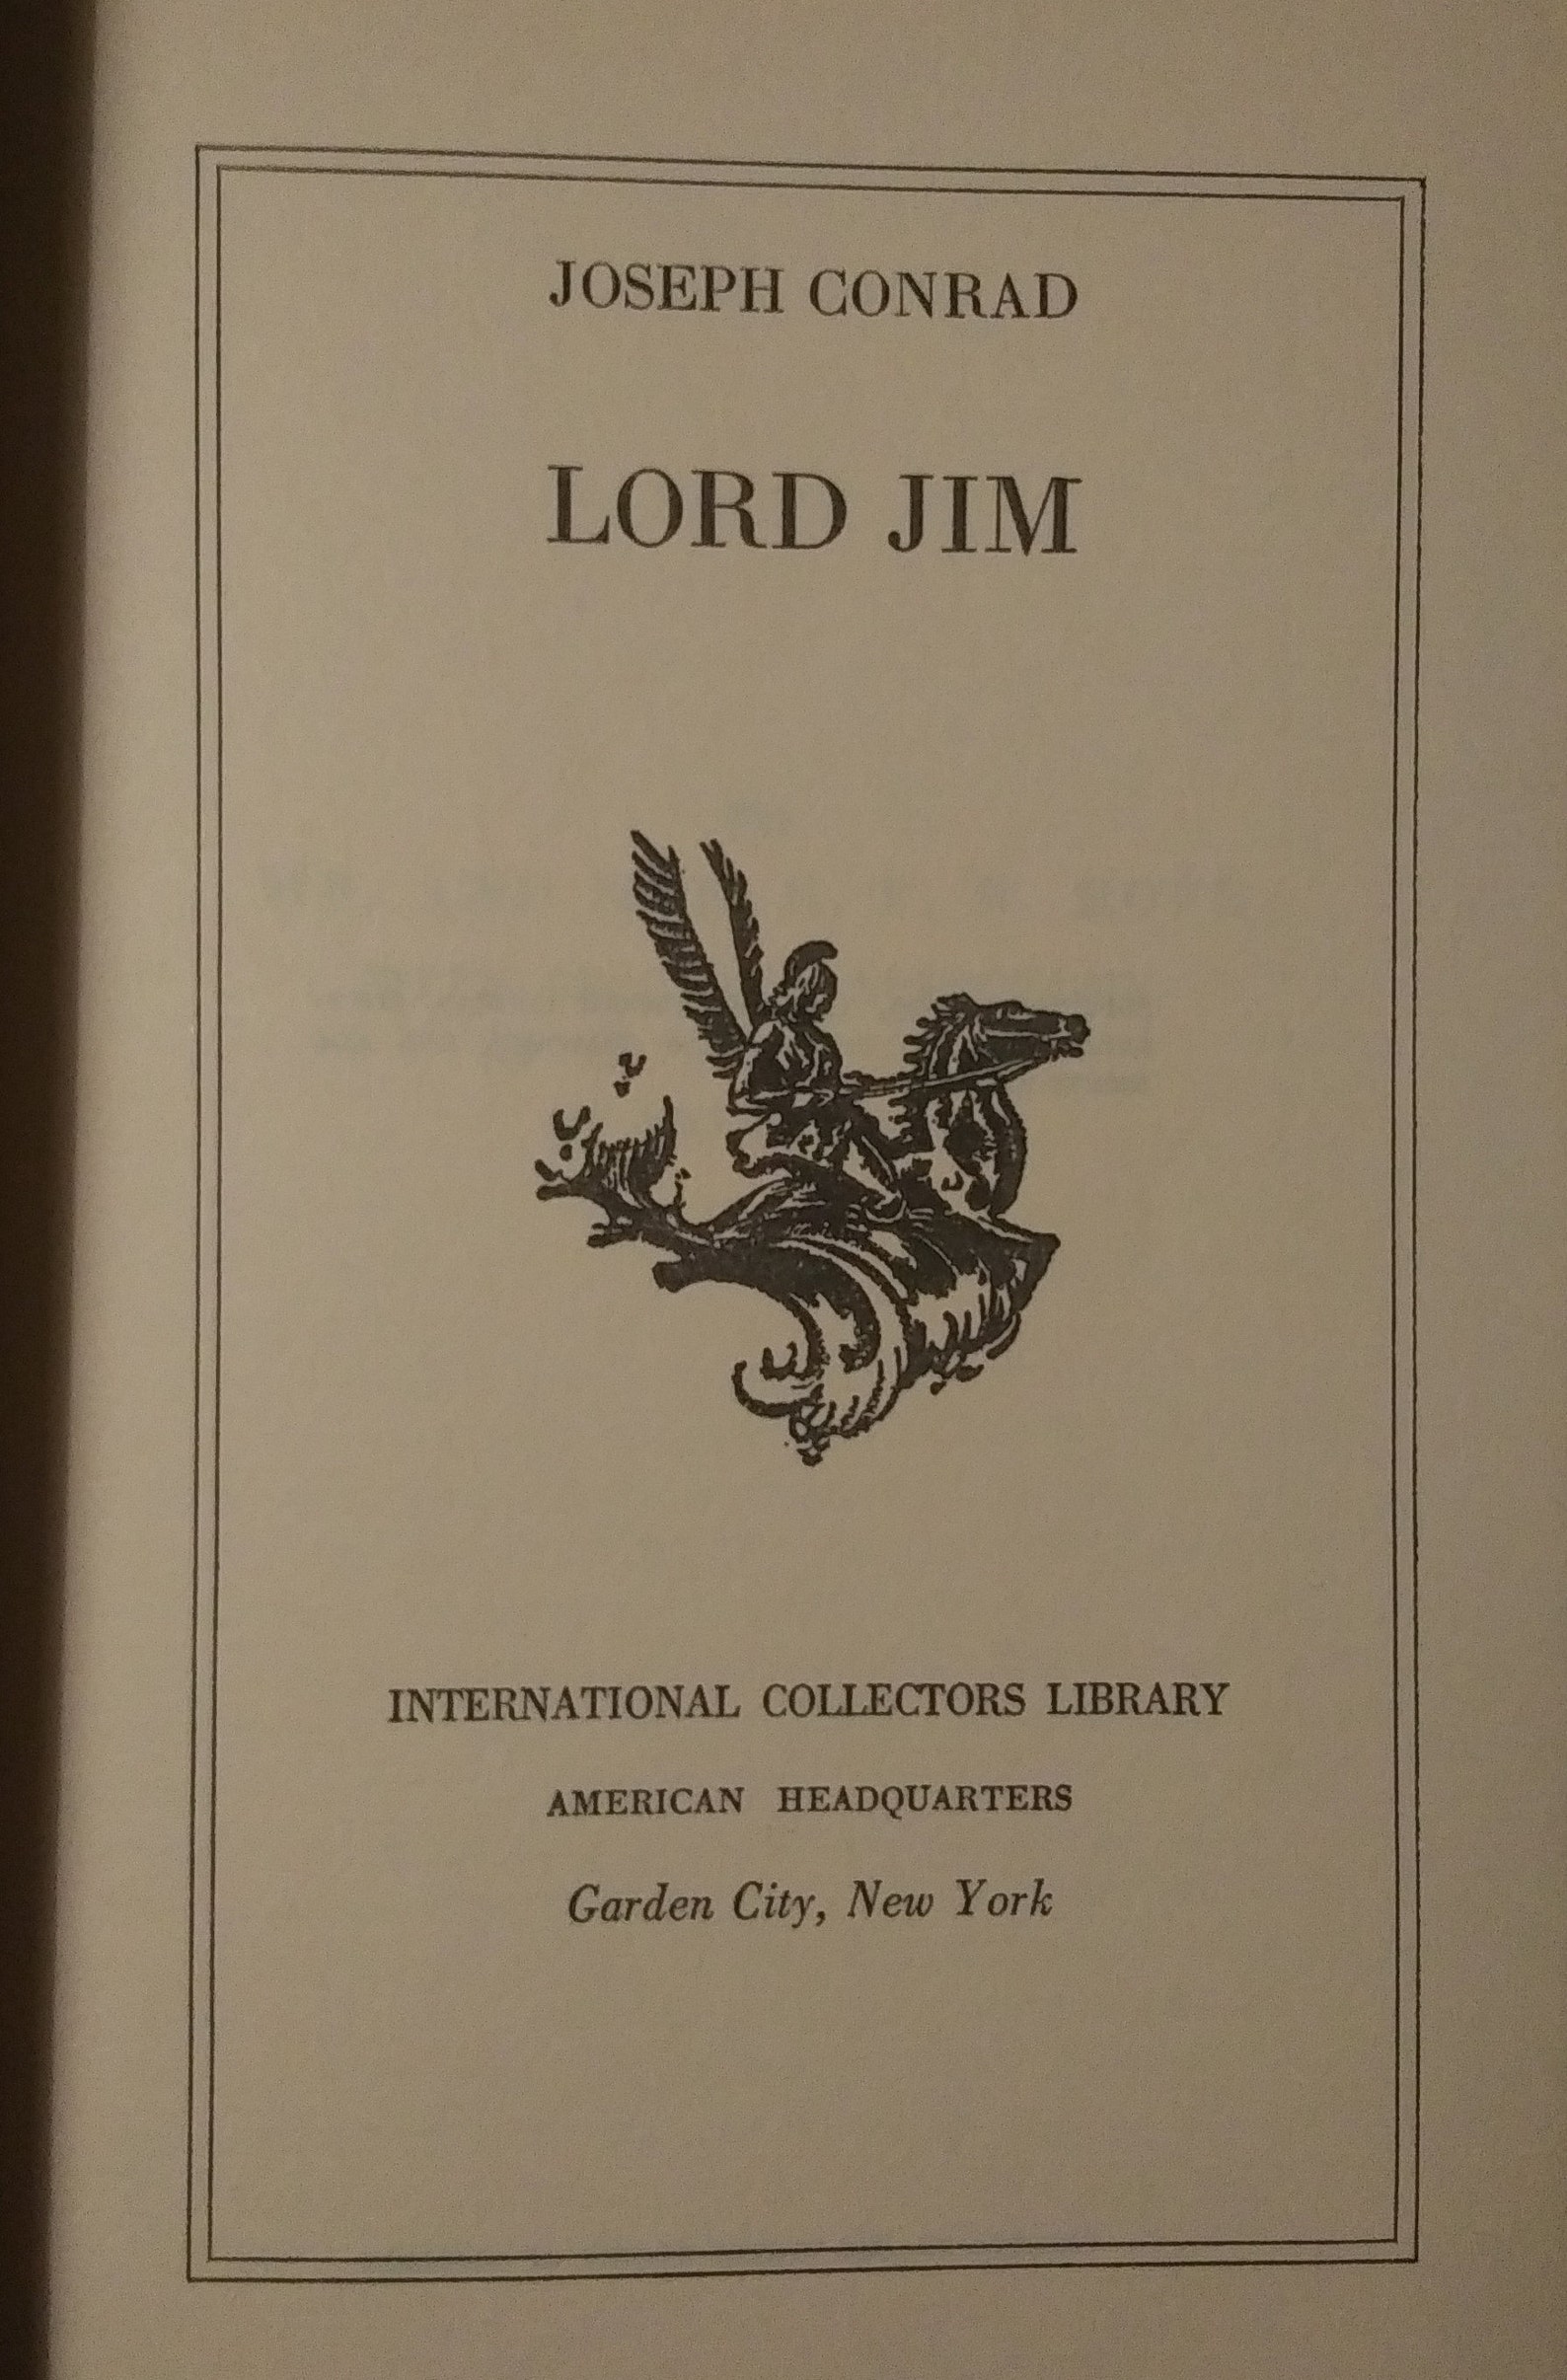 JOSEPH CONRAD
LORD JIM
INTERNATIONAL COLLECTORS LIBRARY
AMERICAN HEADQUARTERS
Garden City, New York